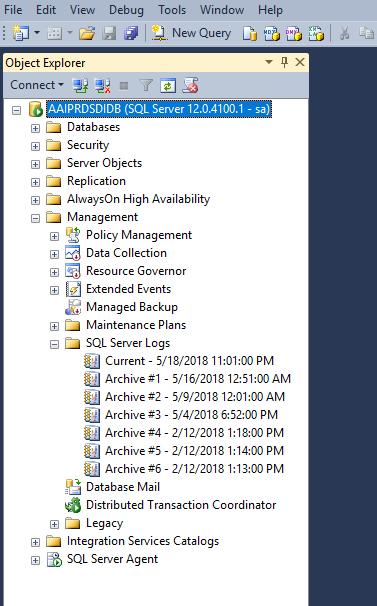 View Debug Tools Window Help
New Query
Object Explorer
Connect
AAIPRDSDIDB (SQL Server 12.0.4100.1 - sa)
Databases
Security
Server Objects
Replication
AlwaysOn High Availability
Management
Policy Management
Data Collection
Resource Governor
Extended Events
Managed Backup
Maintenance Plans
SQL Server Logs
Current - 5/18/2018 11:01:00 PM
Archive #1 - 5/16/2018 12:51:00 AM
Archive #2 - 5/9/2018 12:01:00 AM
Archive #3 - 5/4/2018 6:52:00 PM
Archive #4 - 2/12/2018 1:18:00 PM
Archive #5 - 2/12/2018 1:14:00 PM
Archive #6 - 2/12/2018 1:13:00 PM
Database Mail
Distributed Transaction Coordinator
Legacy
Integration Services Catalogs
SQL Server Agent